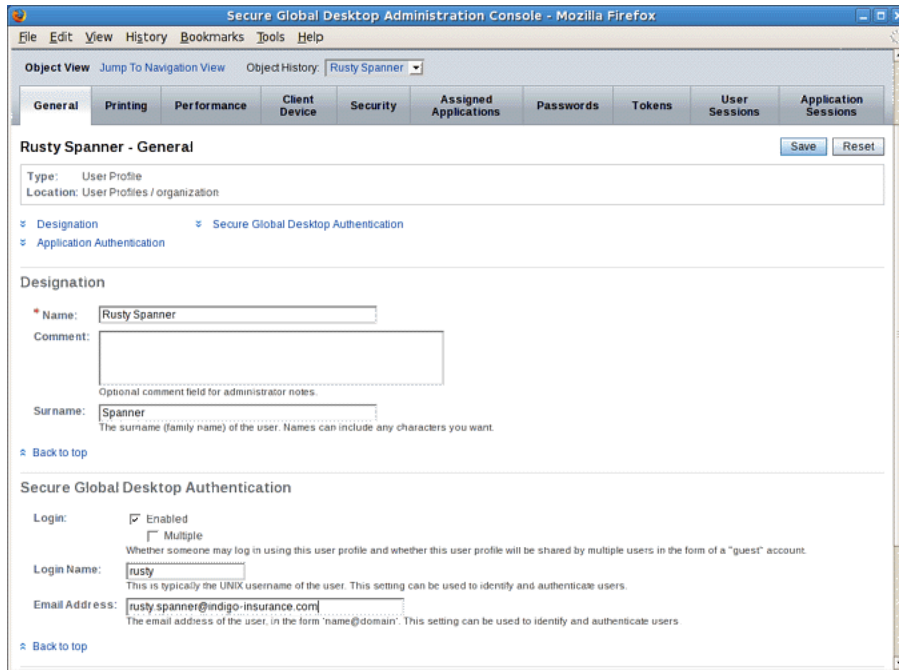 Secure Global Desktop Administration Console - Mozilla Firefox
File Edit View History Bookmarks Tools Help
Object View Jump To Navigation View Object History: Rusty Spanner
General Printing Performance Client Device Security Assigned Applications Passwords Tokens User Sessions Application Sessions
Rusty Spanner - General Save Reset
Type: User Profile
Location: User Profiles / organization
Designation Secure Global Desktop Authentication
Application Authentication
Designation
* Name: Rusty Spanner
Comment:
Optional comment field for administrator notes.
Surname: Spanner
The surname (family name) of the user. Names can include any characters you want.
Back to top
Secure Global Desktop Authentication
Login: Enabled
Multiple
Whether someone may log in using this user profile and whether this user profile will be shared by multiple users in the form of a "guest" account.
Login Name: rusty
This is typically the UNIX username of the user. This setting can be used to identify and authenticate users.
Email Address: rusty.spanner@indigo-insurance.com
The email address of the user, in the form 'name@domain'. This setting can be used to identify and authenticate users
Back to top